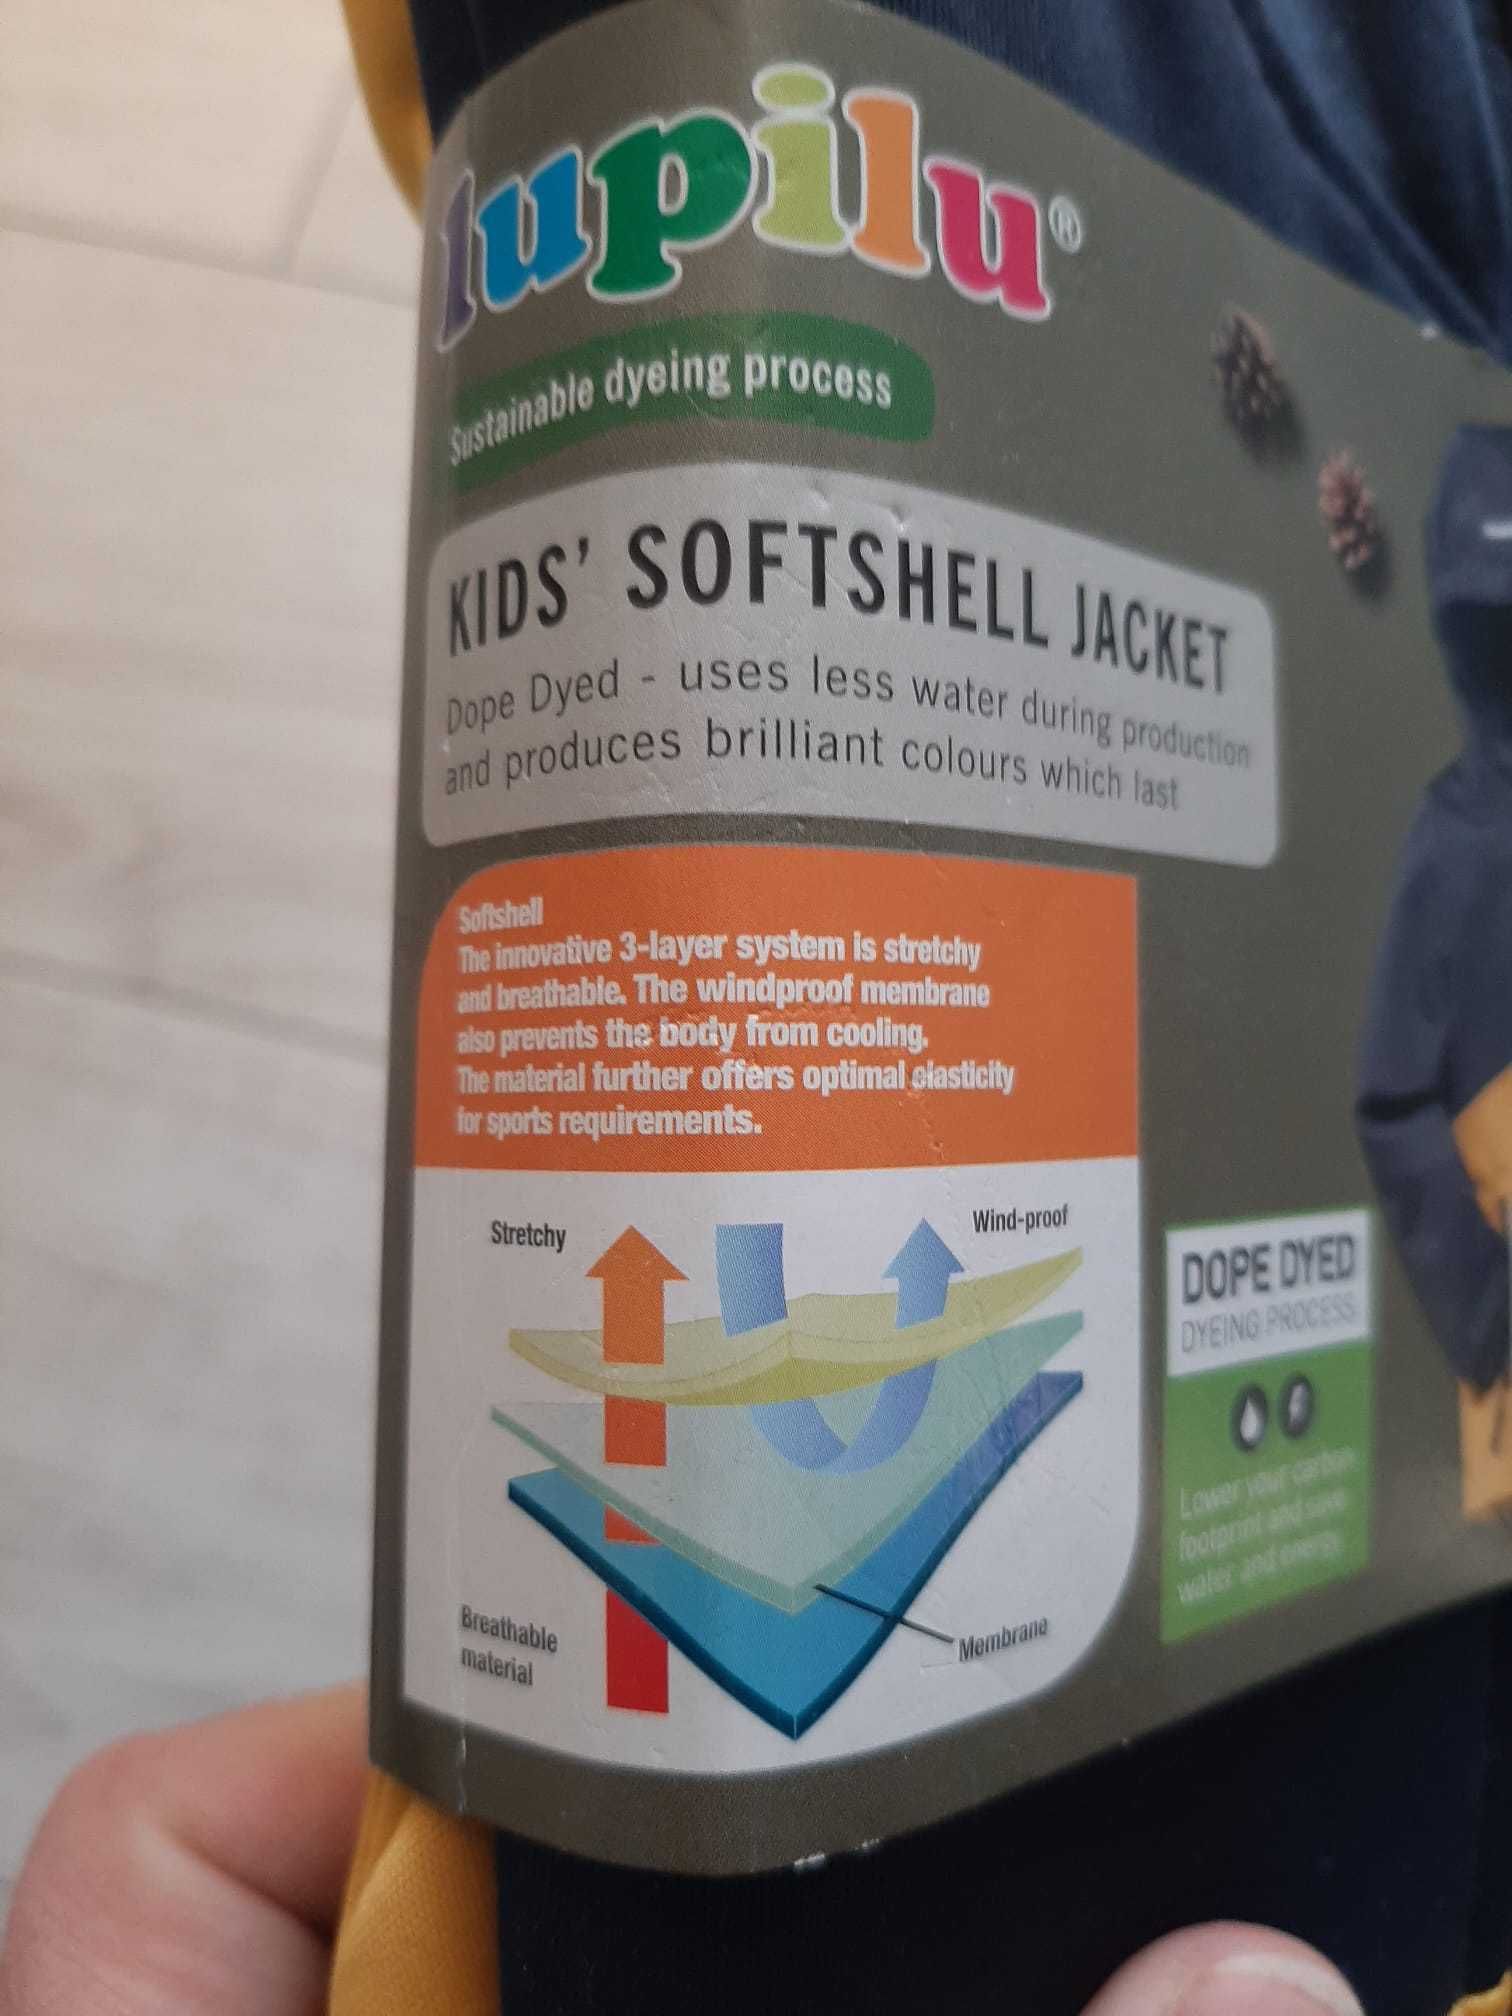 lupilu®
Sustainable dyeing process
KIDS' SOFTSHELL JACKET
Dope Dyed - uses less water during production
and produces brilliant colours which last
Softshell
The innovative 3-layer system is stretchy
and breathable. The windproof membrane
also prevents the body from cooling.
The material further offers optimal elasticity
for sports requirements.
Stretchy
Wind-proof
Breathable
material
Membrane
DOPE DYED
DYEING PROCESS
Lower your carbon
footprint and save
water and energy.